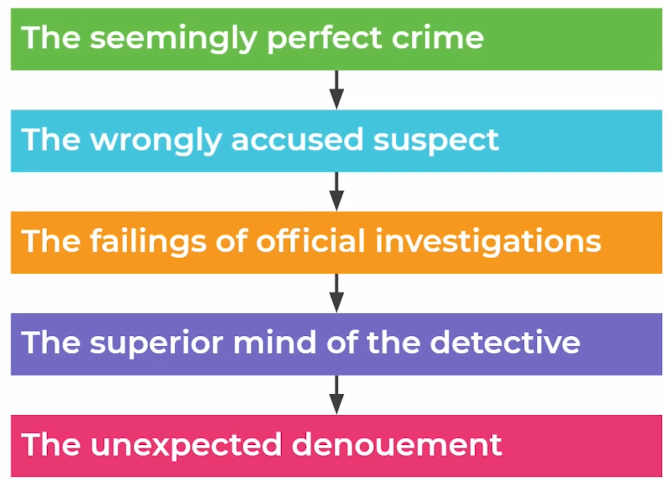 The seemingly perfect crime
The wrongly accused suspect
The failings of official investigations
The superior mind of the detective
The unexpected denouement